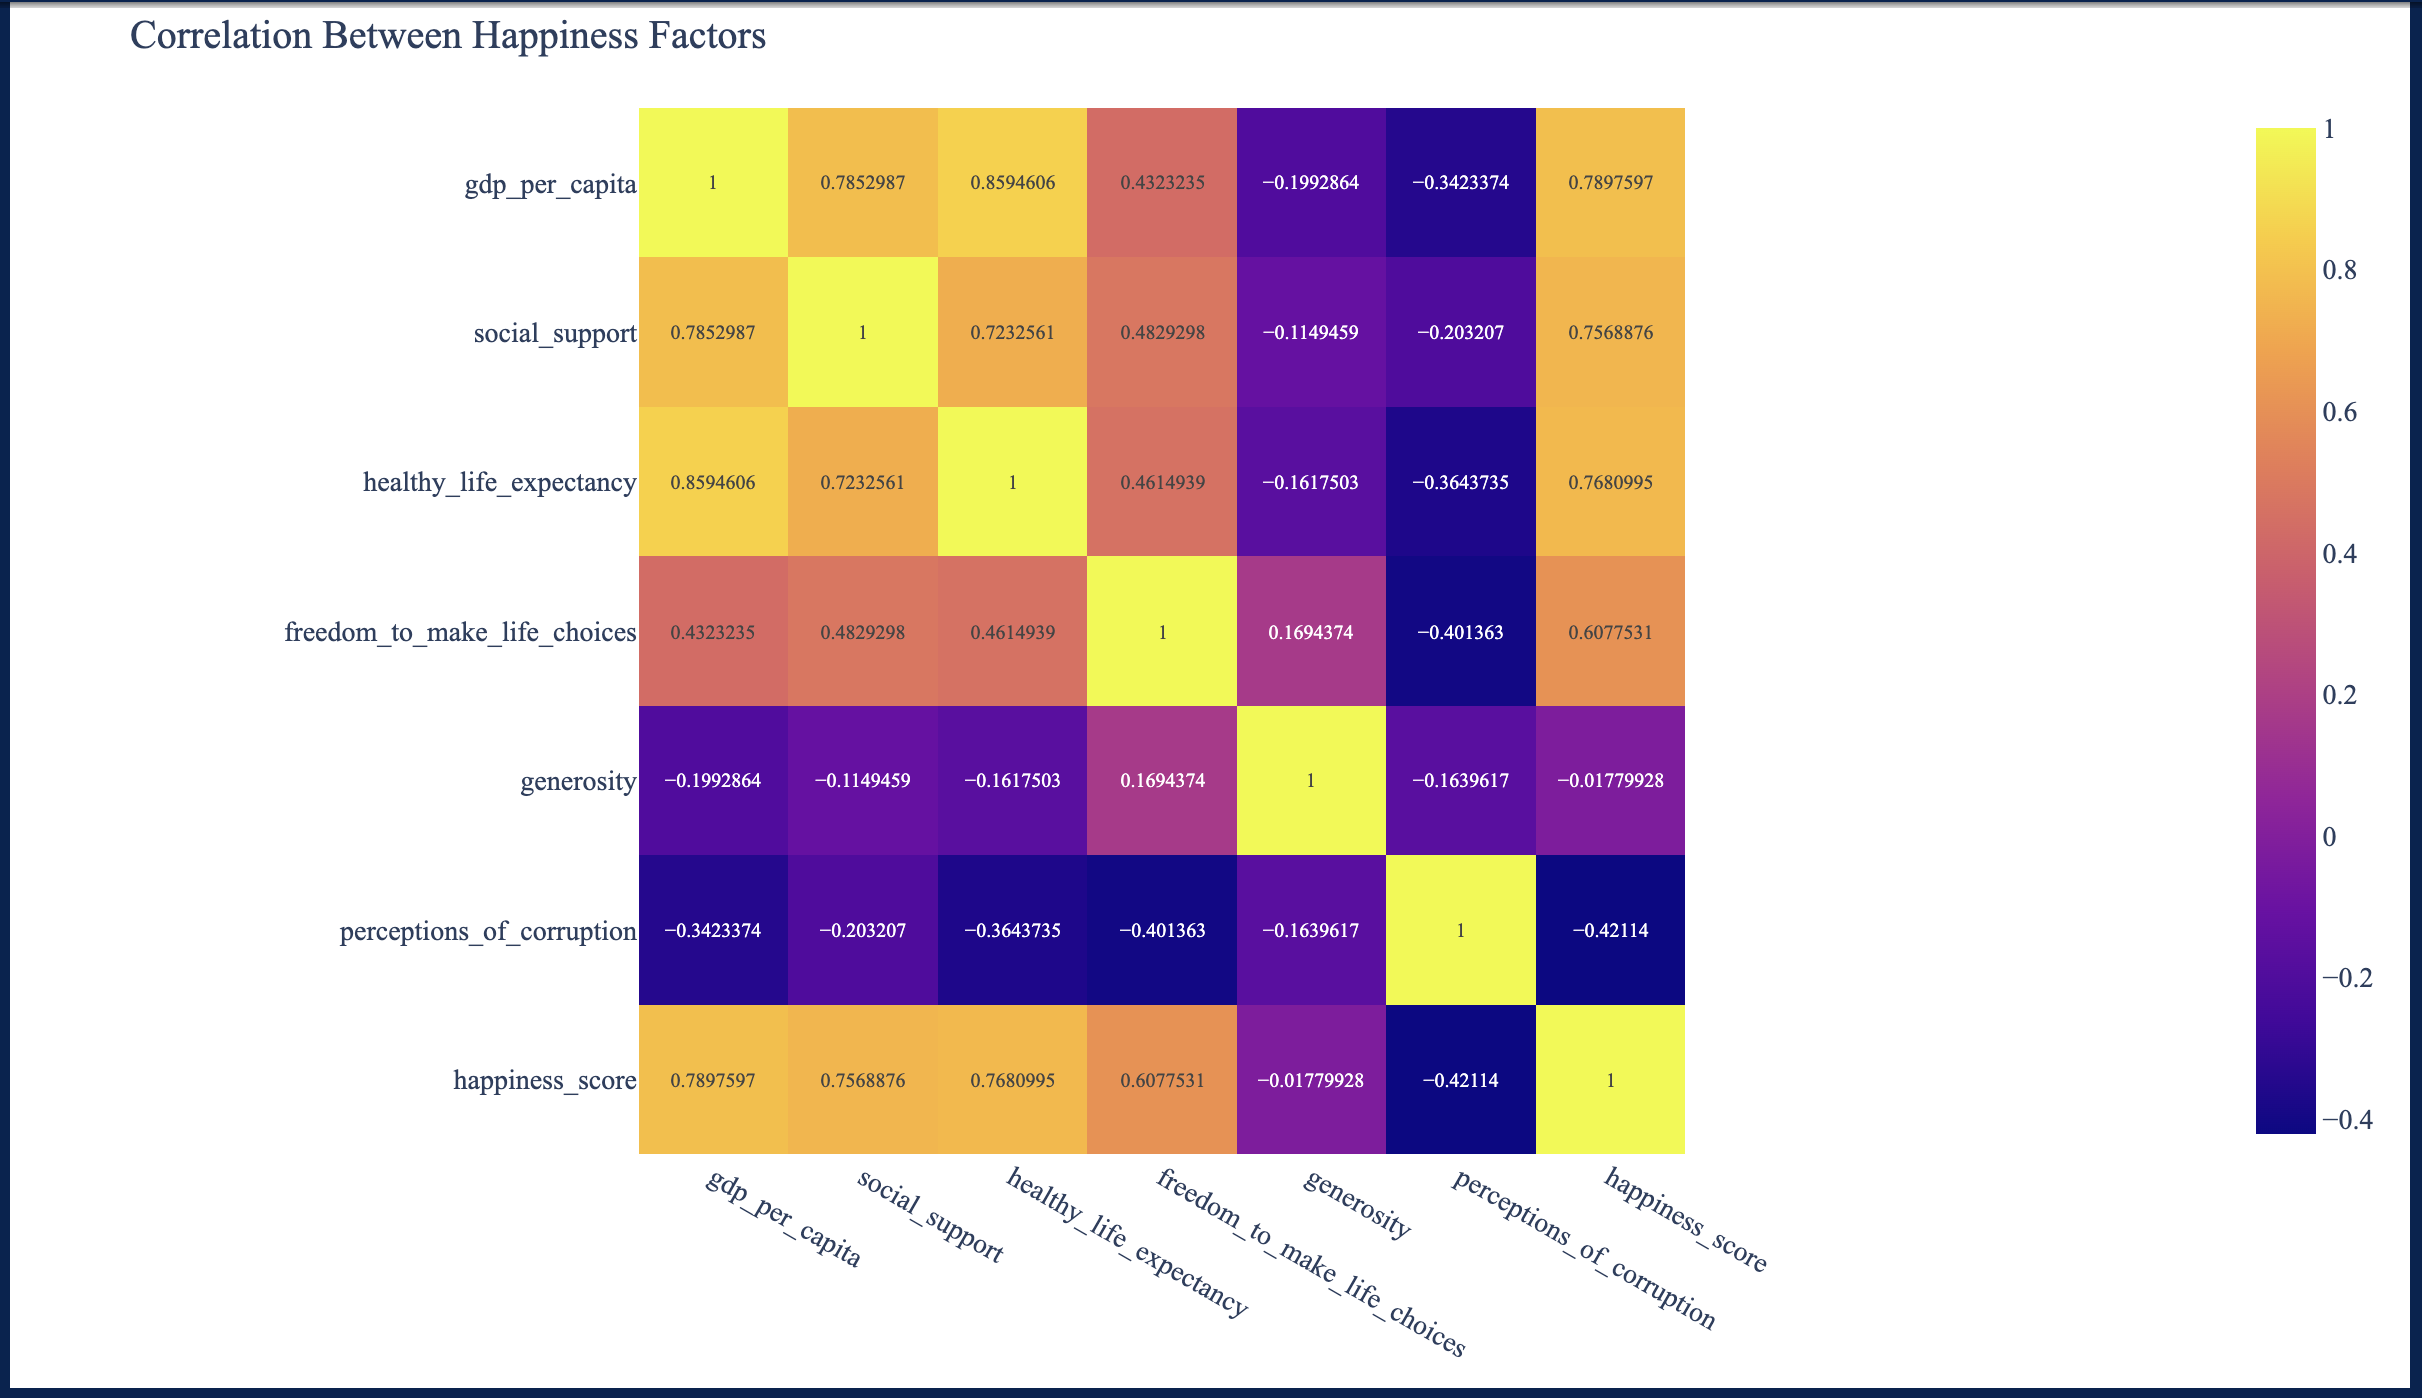 Correlation Between Happiness Factors
gdp_per_capita 1 0.7852987 0.8594606 0.4323235 −0.1992864 −0.3423374 0.7897597
social_support 0.7852987 1 0.7232561 0.4829298 −0.1149459 −0.203207 0.7568876
healthy_life_expectancy 0.8594606 0.7232561 1 0.4614939 −0.1617503 −0.3643735 0.7680995
freedom_to_make_life_choices 0.4323235 0.4829298 0.4614939 1 0.1694374 −0.401363 0.6077531
generosity −0.1992864 −0.1149459 −0.1617503 0.1694374 1 −0.1639617 −0.01779928
perceptions_of_corruption −0.3423374 −0.203207 −0.3643735 −0.401363 −0.1639617 1 −0.42114
happiness_score 0.7897597 0.7568876 0.7680995 0.6077531 −0.01779928 −0.42114 1
gdp_per_capita
social_support
healthy_life_expectancy
freedom_to_make_life_choices
generosity
perceptions_of_corruption
happiness_score
1
0.8
0.6
0.4
0.2
0
−0.2
−0.4